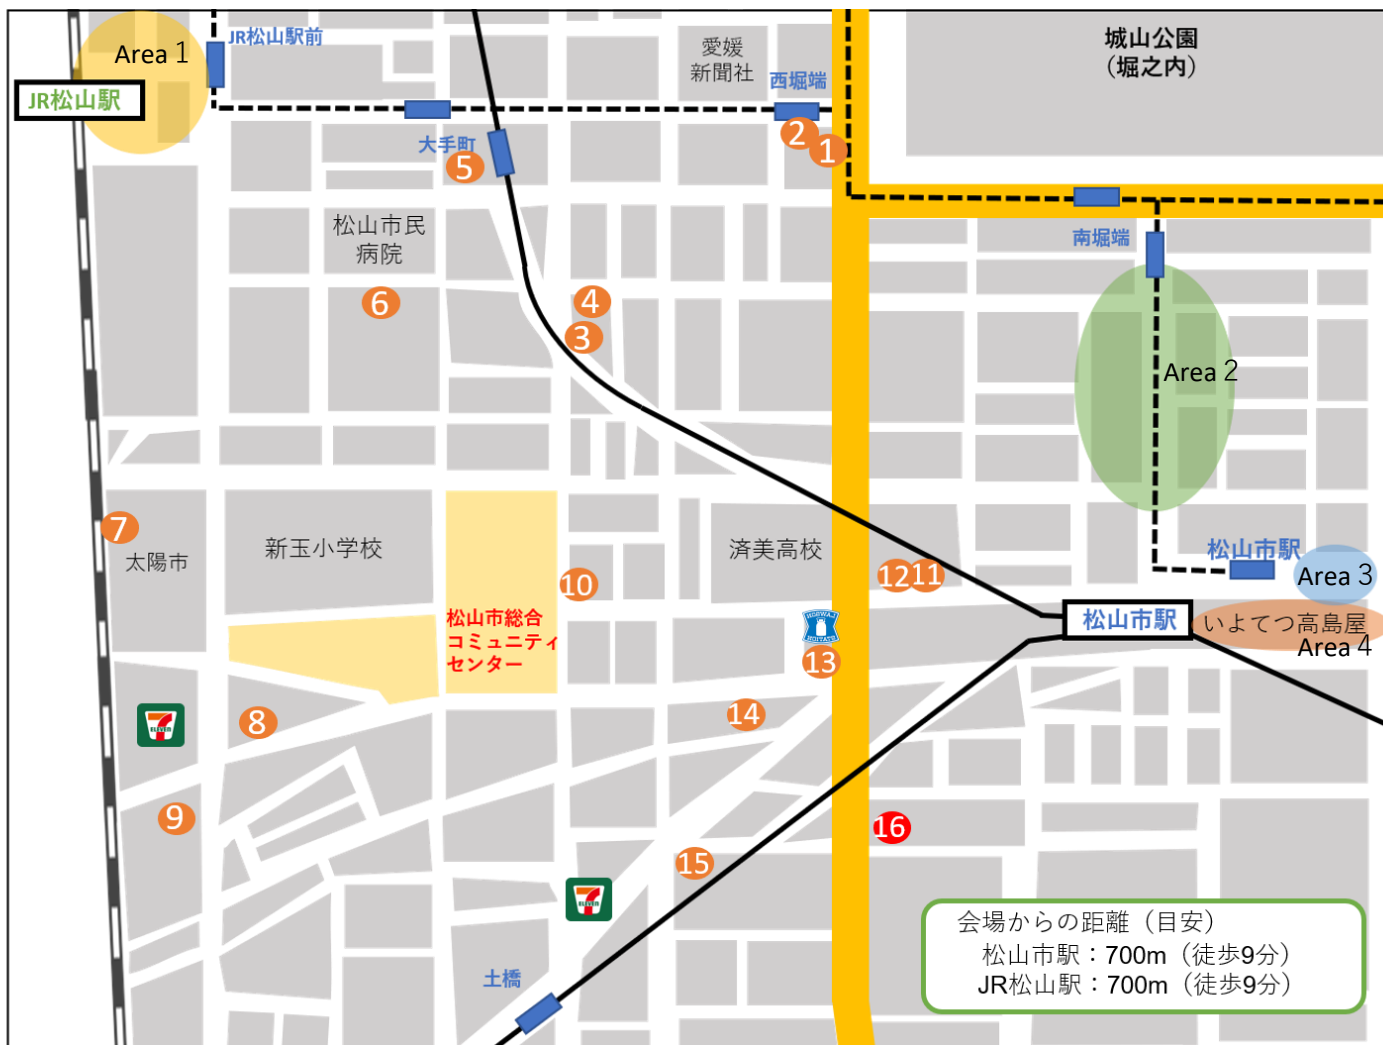 Area 1
JR松山駅前
JR松山駅
愛媛
新聞社
西堀端
城山公園
(堀之内)
大手町
2
1
5
松山市民
病院
南堀端
6
4
3
Area 2
7
太陽市
新玉小学校
済美高校
松山市駅
10
12
11
Area 3
松山市総合
コミュニティ
センター
松山市駅
いよてつ高島屋
Area 4
13
8
14
ELEVEN
9
16
15
ELEVEN
土橋
会場からの距離（目安）
松山市駅：700m（徒歩9分）
JR松山駅：700m（徒歩9分）